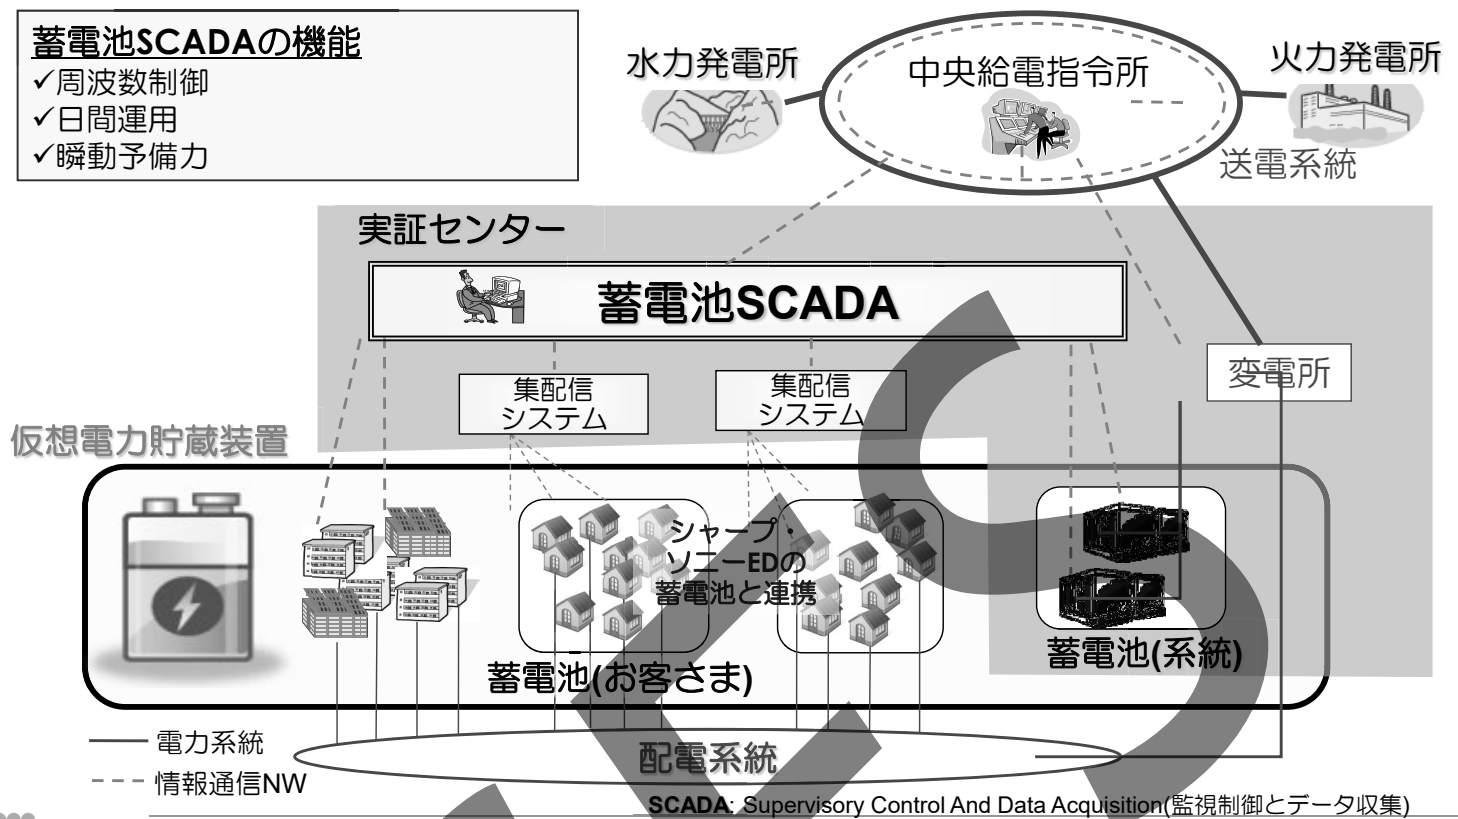 蓄電池SCADAの機能
✓周波数制御
✓日間運用
✓瞬動予備力
水力発電所
中央給電指令所
火力発電所
送電系統
実証センター
蓄電池SCADA
集配信
システム
集配信
システム
変電所
仮想電力貯蔵装置
シャープ・
ソニーEDの
蓄電池と連携
蓄電池(お客さま)
蓄電池(系統)
配電系統
電力系統
情報通信NW
SCADA: Supervisory Control And Data Acquisition(監視制御とデータ収集)